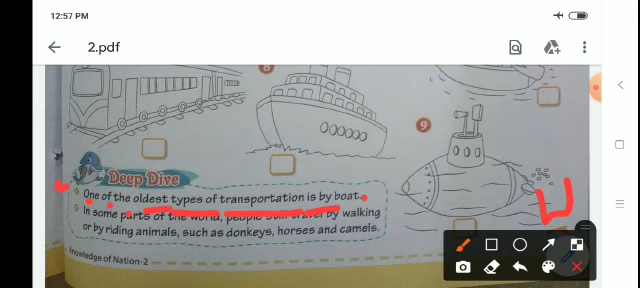 12:57 PM
2.pdf
8
9
Deep Dive
One of the oldest types of transportation is by boat.
In some parts of the world, people still travel by walking
or by riding animals, such as donkeys, horses and camels.
Knowledge of Nation-2